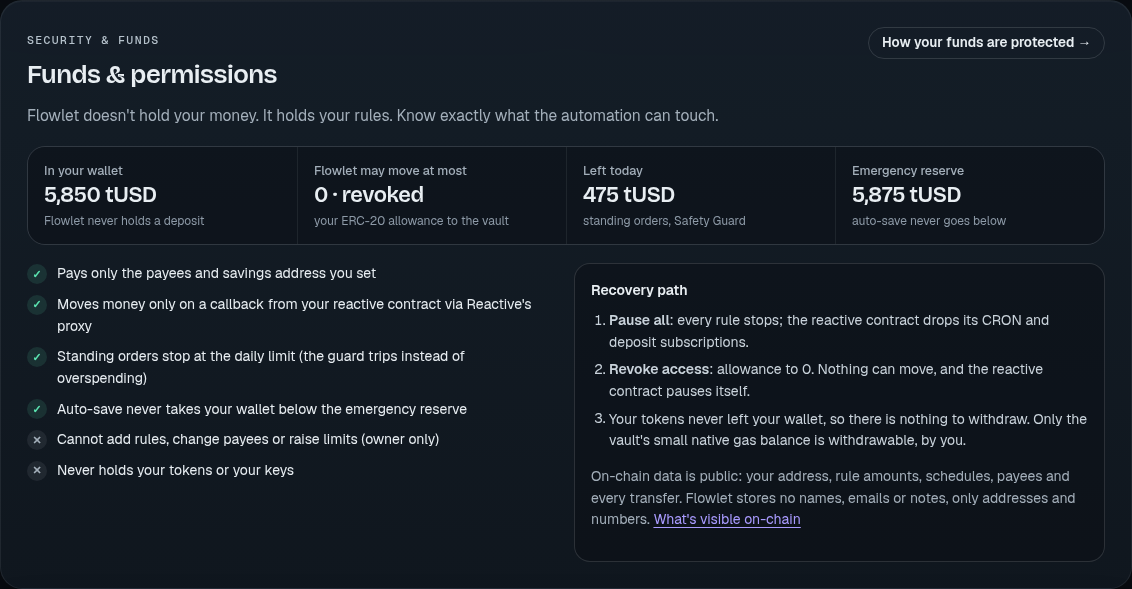 SECURITY & FUNDS
How your funds are protected →
Funds & permissions
Flowlet doesn't hold your money. It holds your rules. Know exactly what the automation can touch.
In your wallet
5,850 tUSD
Flowlet never holds a deposit
Flowlet may move at most
0 · revoked
your ERC-20 allowance to the vault
Left today
475 tUSD
standing orders, Safety Guard
Emergency reserve
5,875 tUSD
auto-save never goes below
✓ Pays only the payees and savings address you set
✓ Moves money only on a callback from your reactive contract via Reactive's
proxy
✓ Standing orders stop at the daily limit (the guard trips instead of
overspending)
✓ Auto-save never takes your wallet below the emergency reserve
✕ Cannot add rules, change payees or raise limits (owner only)
✕ Never holds your tokens or your keys
Recovery path
1. Pause all: every rule stops; the reactive contract drops its CRON and
deposit subscriptions.
2. Revoke access: allowance to 0. Nothing can move, and the reactive
contract pauses itself.
3. Your tokens never left your wallet, so there is nothing to withdraw. Only the
vault's small native gas balance is withdrawable, by you.
On-chain data is public: your address, rule amounts, schedules, payees and
every transfer. Flowlet stores no names, emails or notes, only addresses and
numbers. What's visible on-chain